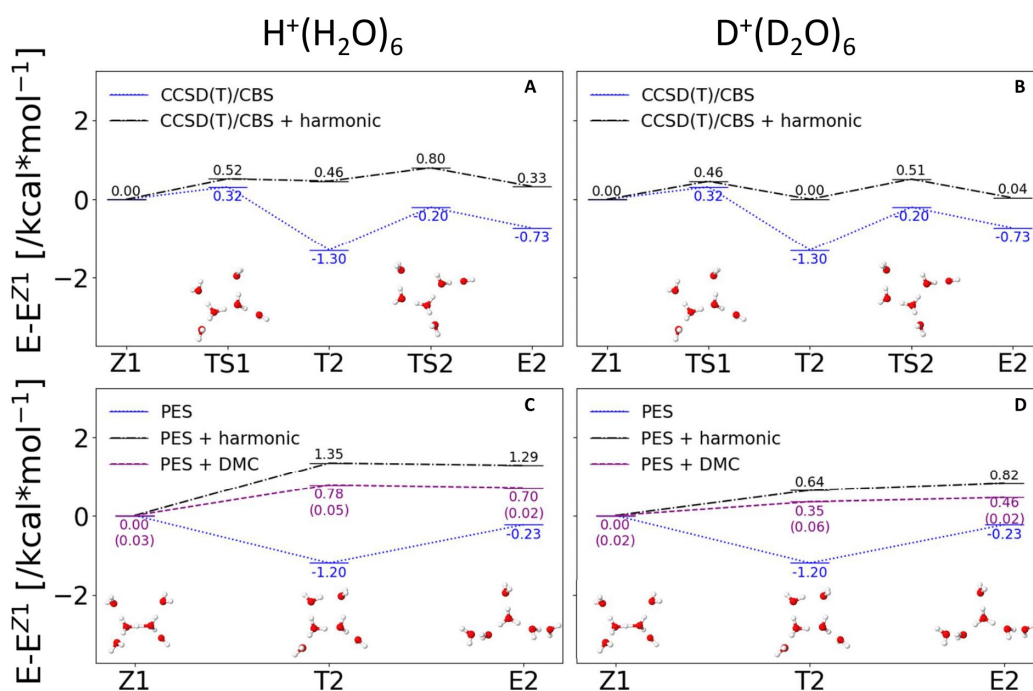 H⁺(H₂O)₆
D⁺(D₂O)₆
E-E^Z1 [/kcal*mol⁻¹]
2
0
−2
A
CCSD(T)/CBS
CCSD(T)/CBS + harmonic
0.00
0.52
0.46
0.80
0.33
0.32
-1.30
-0.20
-0.73
Z1
TS1
T2
TS2
E2
B
CCSD(T)/CBS
CCSD(T)/CBS + harmonic
0.00
0.46
0.00
0.51
0.04
0.32
-1.30
-0.20
-0.73
Z1
TS1
T2
TS2
E2
E-E^Z1 [/kcal*mol⁻¹]
2
0
−2
C
PES
PES + harmonic
PES + DMC
1.35
1.29
0.00
(0.03)
0.78
(0.05)
0.70
(0.02)
-0.23
-1.20
Z1
T2
E2
D
PES
PES + harmonic
PES + DMC
0.64
0.82
0.00
(0.02)
0.35
(0.06)
0.46
(0.02)
-0.23
-1.20
Z1
T2
E2